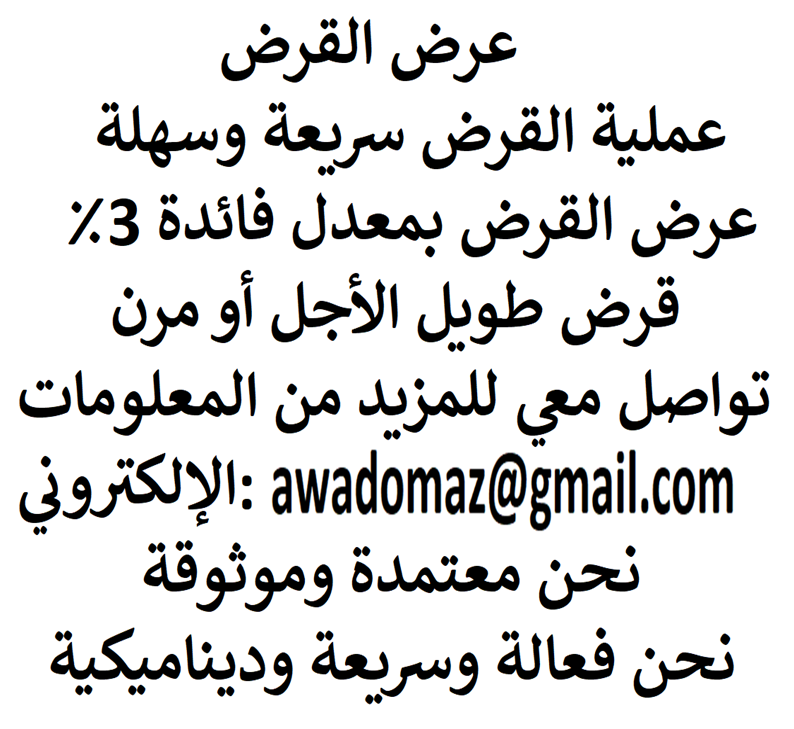 عرض القرض
عملية القرض سريعة وسهلة
عرض القرض بمعدل فائدة 3٪
قرض طويل الأجل أو مرن
تواصل معي للمزيد من المعلومات
الإلكتروني: awadomaz@gmail.com
نحن معتمدة وموثوقة
نحن فعالة وسريعة وديناميكية